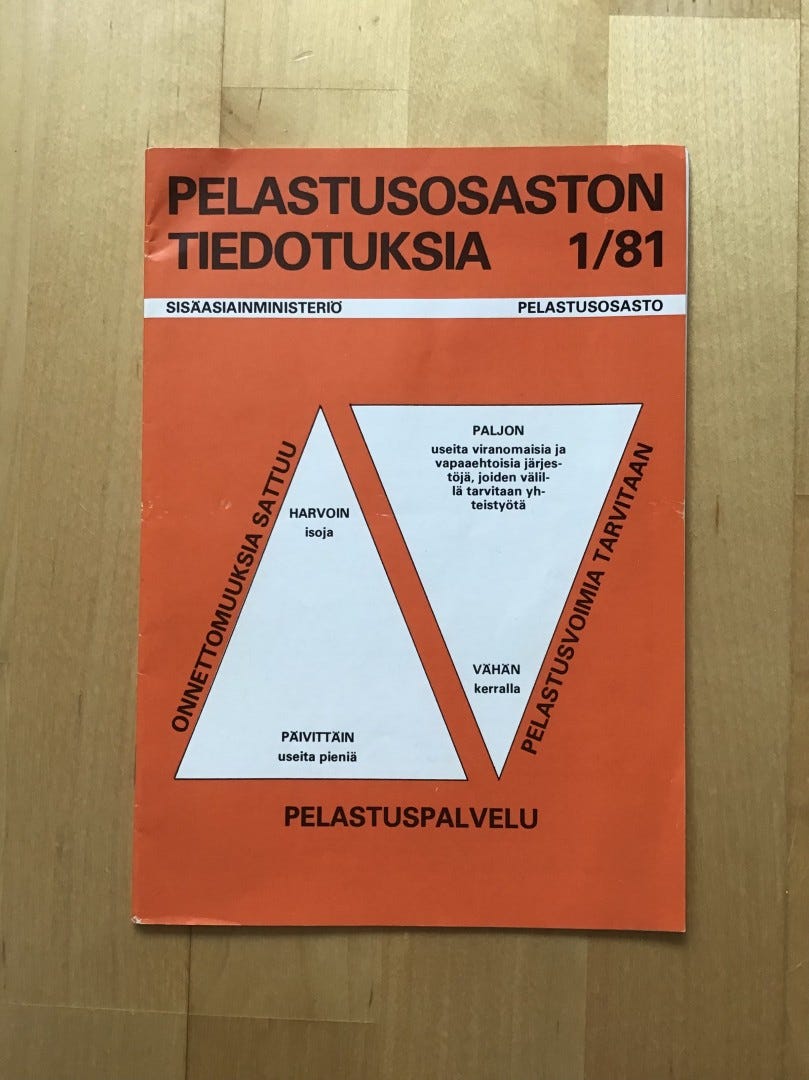 PELASTUSOSASTON
TIEDOTUKSIA 1/81
SISÄASIAINMINISTERIÖ PELASTUSOSASTO
ONNETTOMUUKSIA SATTUU
HARVOIN
isoja
PÄIVITTÄIN
useita pieniä
PALJON
useita viranomaisia ja
vapaaehtoisia järjes-
töjä, joiden välil-
lä tarvitaan yh-
teistyötä
VÄHÄN
kerralla
PELASTUSVOIMIA TARVITAAN
PELASTUSPALVELU